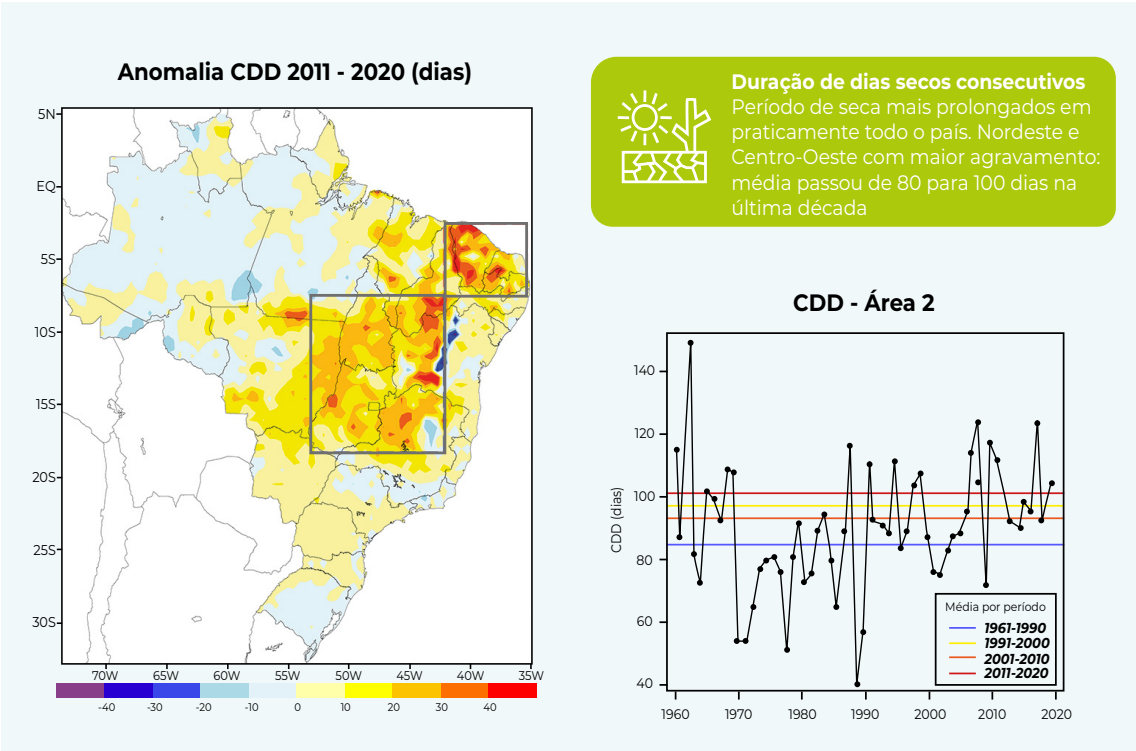 Anomalia CDD 2011 - 2020 (dias)
5N
EQ
5S
10S
15S
20S
25S
30S
70W 65W 60W 55W 50W 45W 40W 35W
-40 -30 -20 -10 0 10 20 30 40
Duração de dias secos consecutivos
Período de seca mais prolongados em
praticamente todo o país. Nordeste e
Centro-Oeste com maior agravamento:
média passou de 80 para 100 dias na
última década
CDD - Área 2
CDD (dias)
140
120
100
80
60
40
1960 1970 1980 1990 2000 2010 2020
Média por período
1961-1990
1991-2000
2001-2010
2011-2020